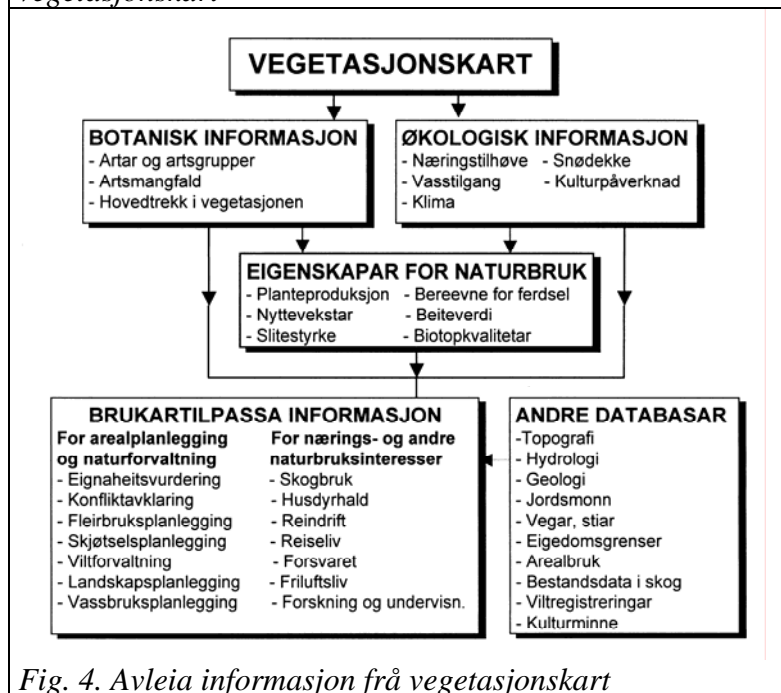 vegetasjonskart
VEGETASJONSKART
BOTANISK INFORMASJON
- Artar og artsgrupper
- Artsmangfald
- Hovedtrekk i vegetasjonen
ØKOLOGISK INFORMASJON
- Næringstilhøve - Snødekke
- Vasstilgang - Kulturpåverknad
- Klima
EIGENSKAPAR FOR NATURBRUK
- Planteproduksjon - Bereevne for ferdsel
- Nyttevekstar - Beiteverdi
- Slitestyrke - Biotopkvalitetar
BRUKARTILPASSA INFORMASJON
For arealplanlegging
og naturforvaltning
- Eignaheitsvurdering
- Konfliktavklaring
- Fleirbruksplanlegging
- Skjøtselsplanlegging
- Viltforvaltning
- Landskapsplanlegging
- Vassbruksplanlegging
For nærings- og andre
naturbruksinteresser
- Skogbruk
- Husdyrhald
- Reindrift
- Reiseliv
- Forsvaret
- Friluftsliv
- Forskning og undervisn.
ANDRE DATABASAR
-Topografi
- Hydrologi
- Geologi
- Jordsmonn
- Vegar, stiar
- Eigedomsgrenser
- Arealbruk
- Bestandsdata i skog
- Viltregistreringar
- Kulturminne
Fig. 4. Avleia informasjon frå vegetasjonskart